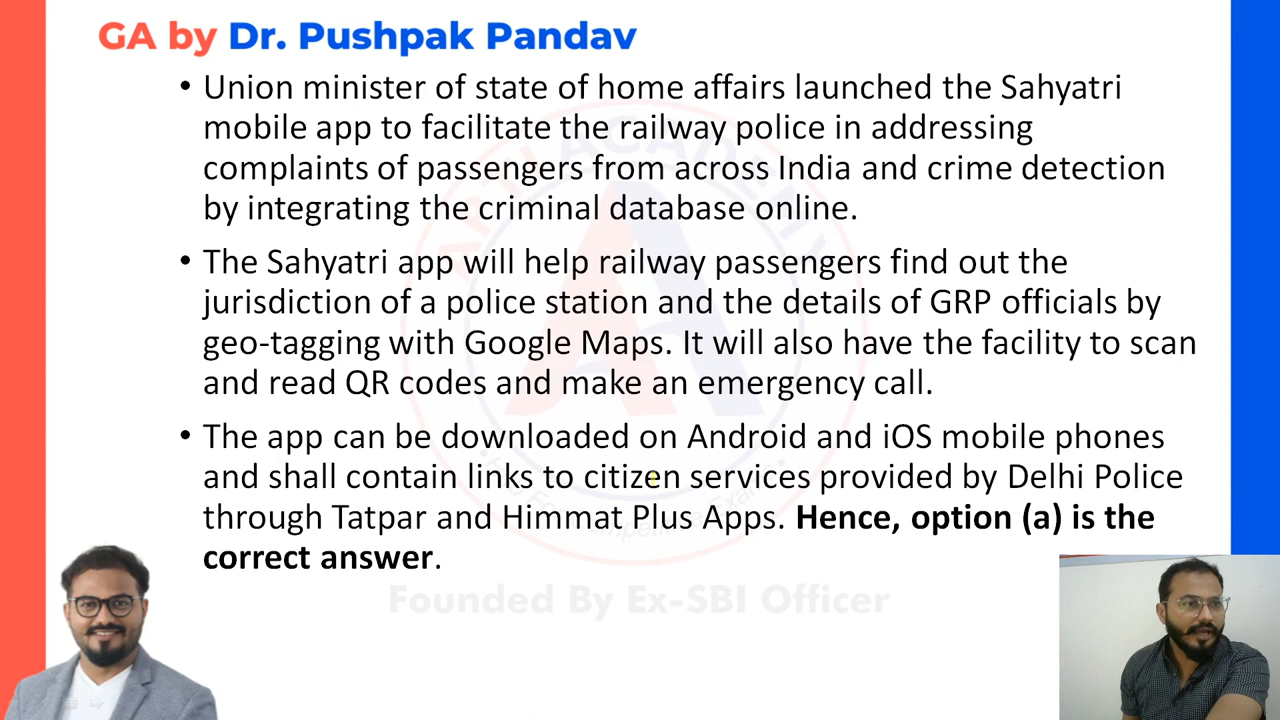 GA by Dr. Pushpak Pandav
• Union minister of state of home affairs launched the Sahyatri
mobile app to facilitate the railway police in addressing
complaints of passengers from across India and crime detection
by integrating the criminal database online.
• The Sahyatri app will help railway passengers find out the
jurisdiction of a police station and the details of GRP officials by
geo-tagging with Google Maps. It will also have the facility to scan
and read QR codes and make an emergency call.
• The app can be downloaded on Android and iOS mobile phones
and shall contain links to citizen services provided by Delhi Police
through Tatpar and Himmat Plus Apps. Hence, option (a) is the
correct answer.
Founded By Ex-SBI Officer